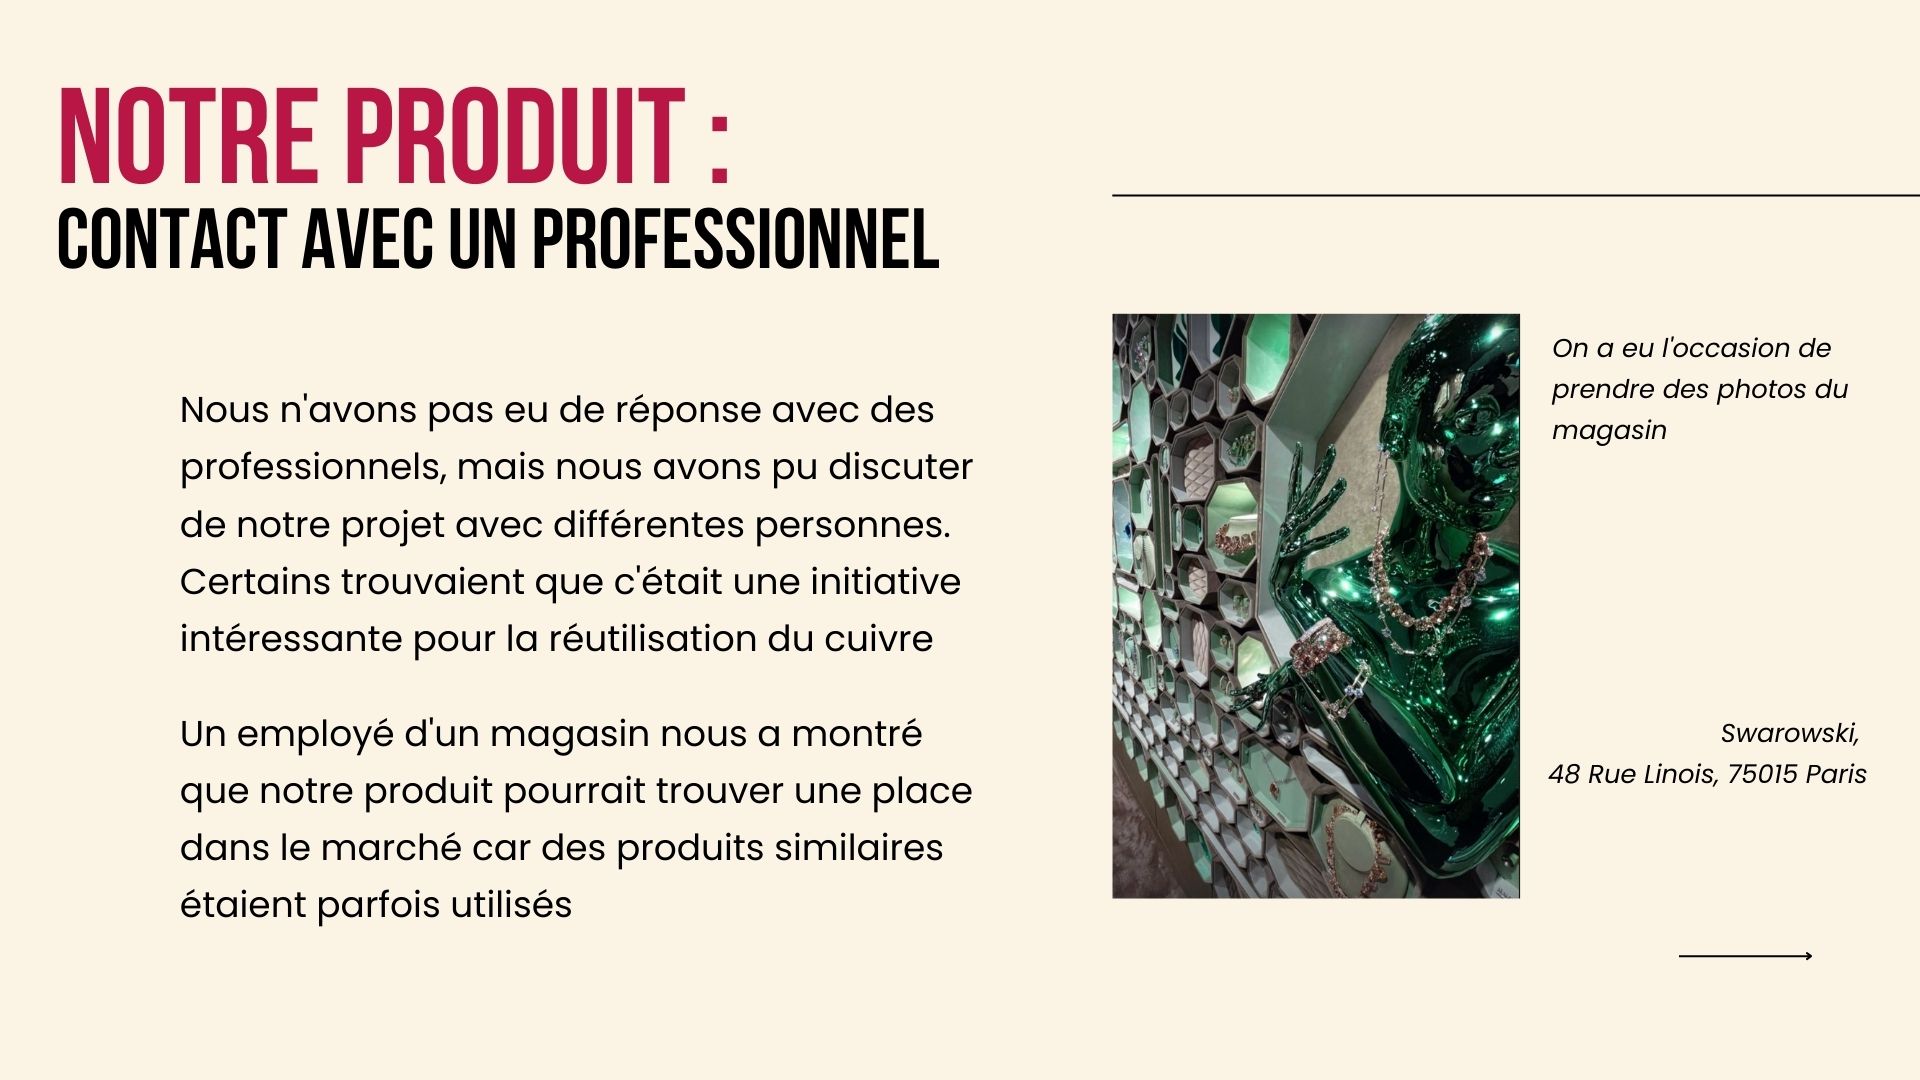 NOTRE PRODUIT :
CONTACT AVEC UN PROFESSIONNEL
Nous n'avons pas eu de réponse avec des
professionnels, mais nous avons pu discuter
de notre projet avec différentes personnes.
Certains trouvaient que c'était une initiative
intéressante pour la réutilisation du cuivre
Un employé d'un magasin nous a montré
que notre produit pourrait trouver une place
dans le marché car des produits similaires
étaient parfois utilisés
On a eu l'occasion de
prendre des photos du
magasin
Swarowski,
48 Rue Linois, 75015 Paris